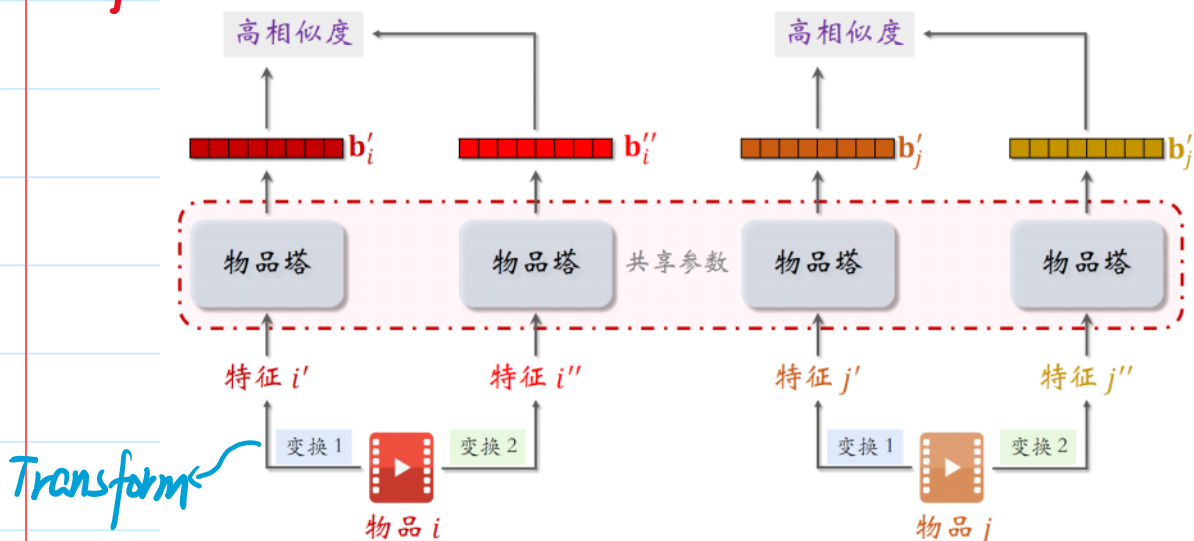 高相似度 高相似度
𝐛′ᵢ 𝐛″ᵢ 𝐛′ⱼ 𝐛′ⱼ
物品塔 物品塔 共享参数 物品塔 物品塔
特征 i′ 特征 i″ 特征 j′ 特征 j″
变换 1 变换 2 变换 1 变换 2
Transform
物品 i 物品 j